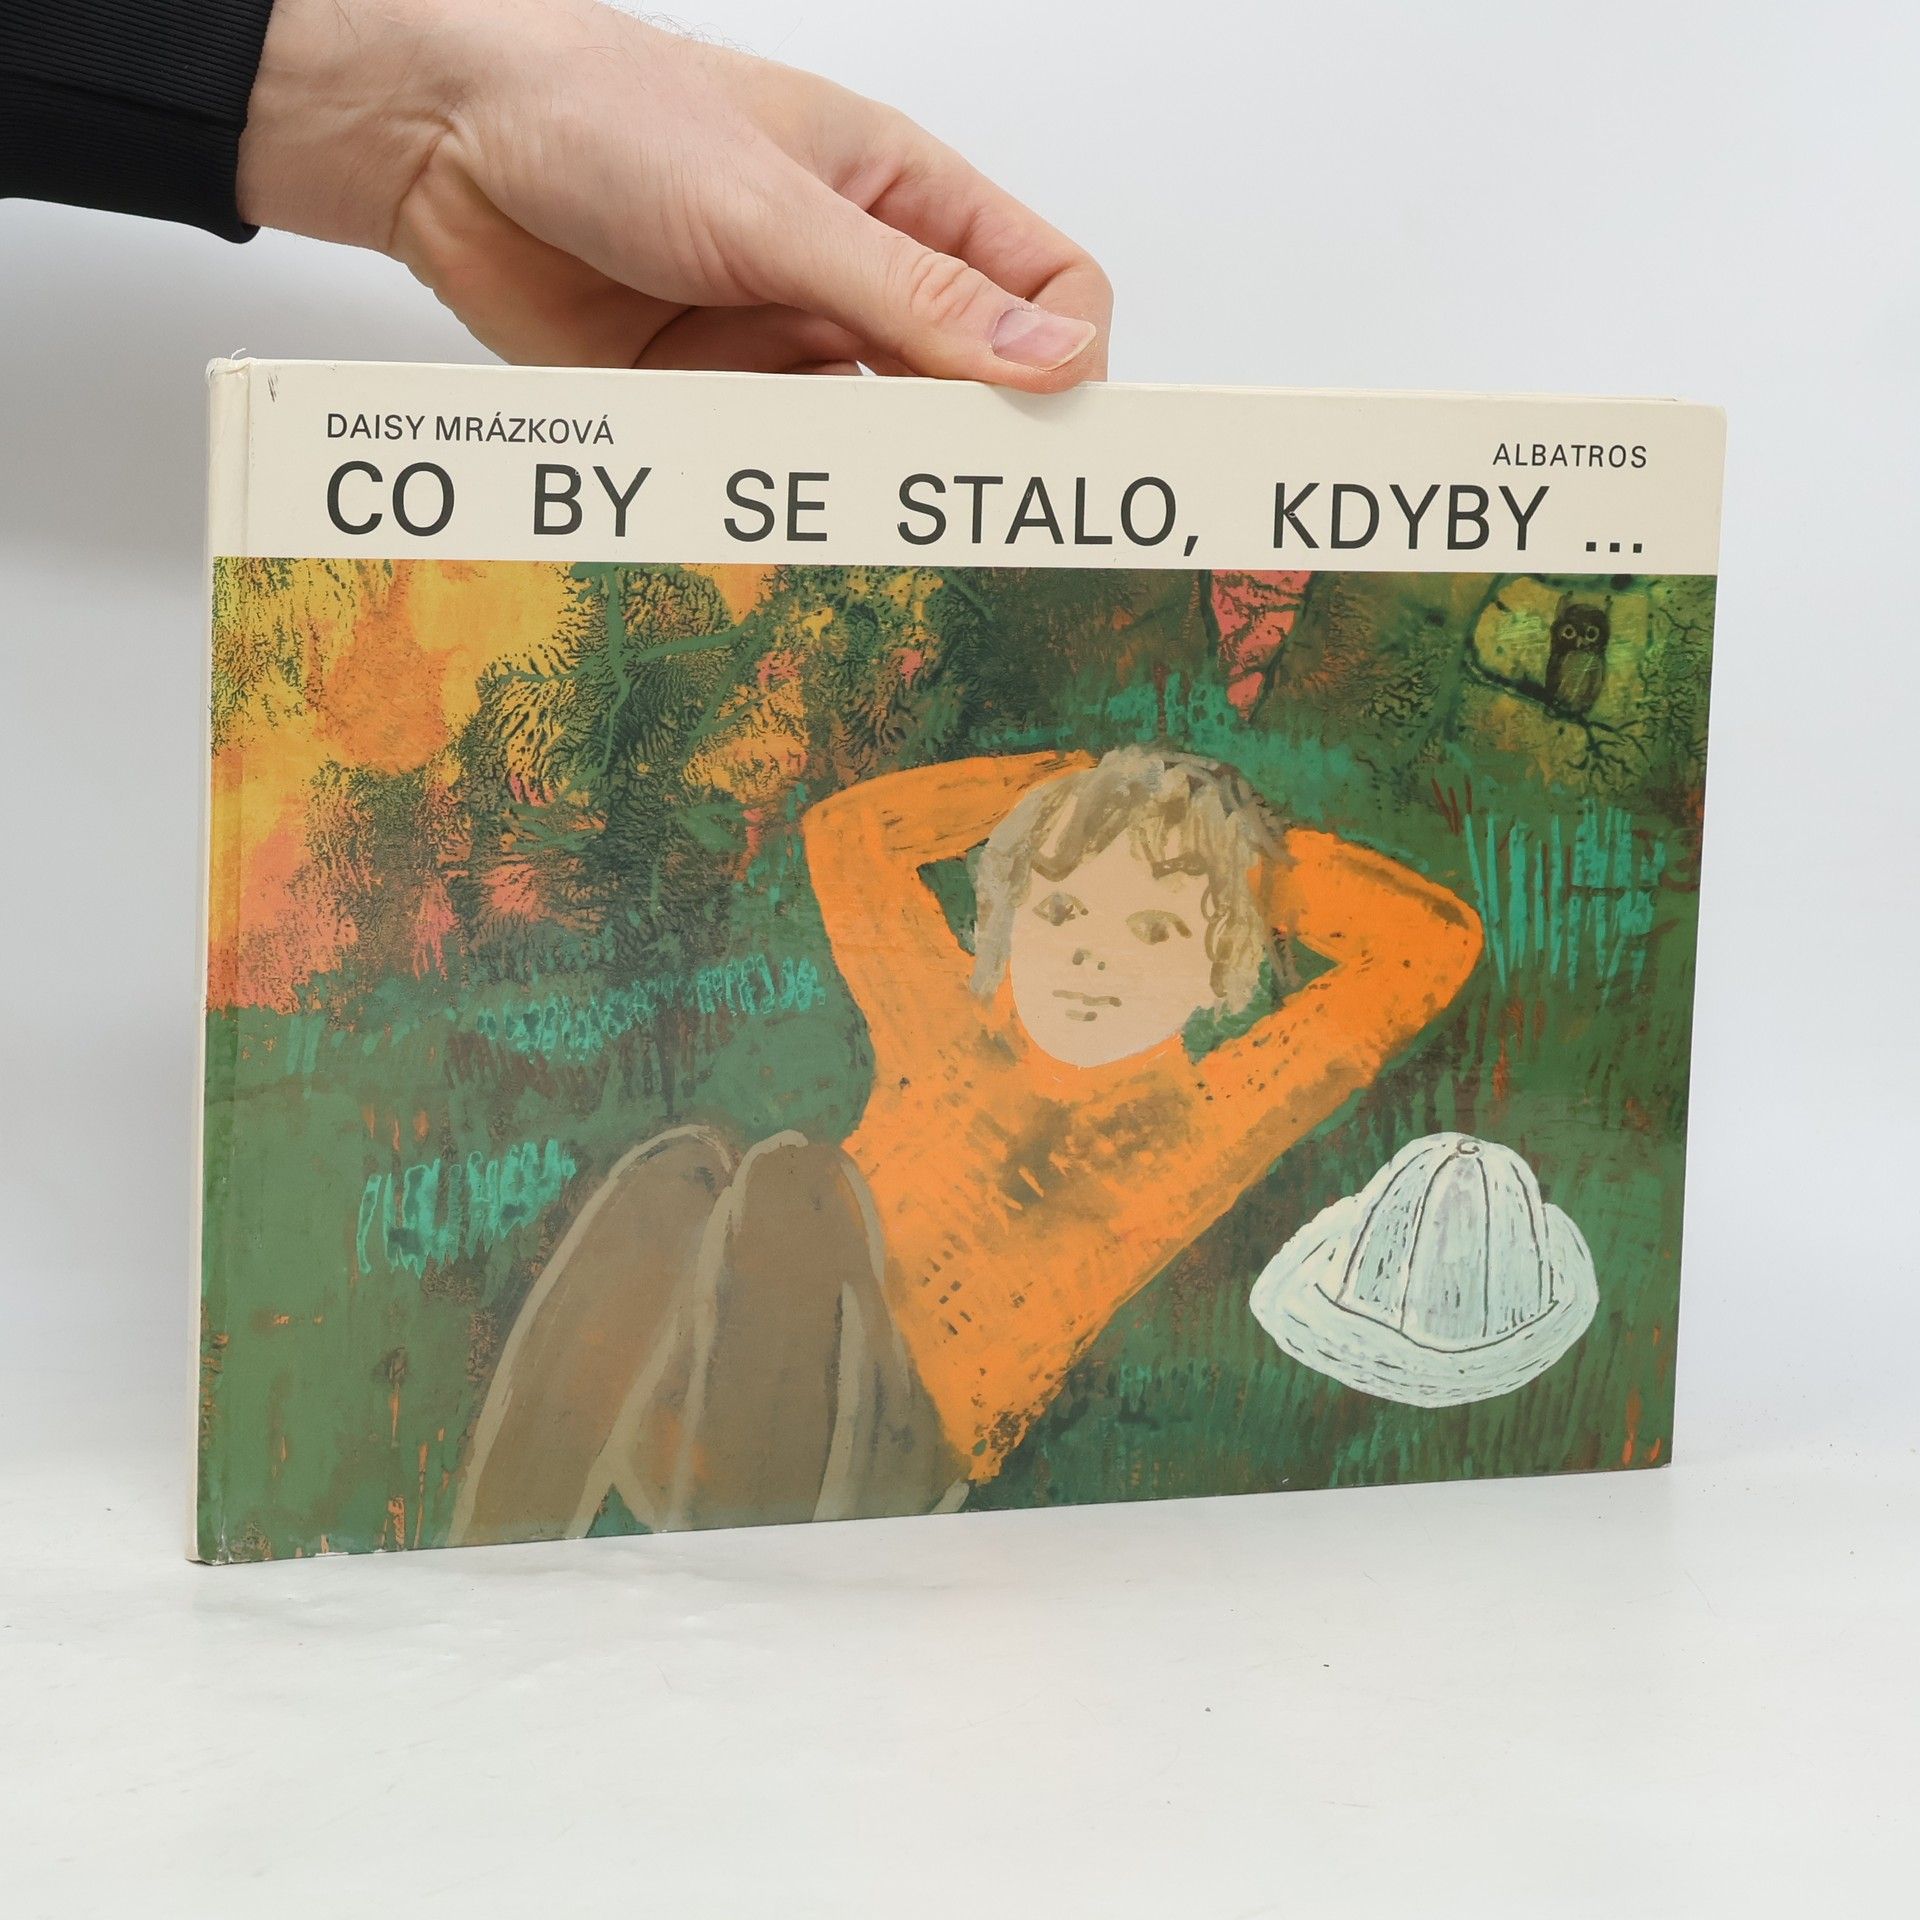 DAISY MRÁZKOVÁ
ALBATROS
CO BY SE STALO, KDYBY ...